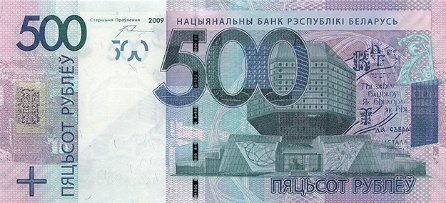 500
Старшыня Праўлення
2009
НАЦЫЯНАЛЬНЫ БАНК РЭСПУБЛІКІ БЕЛАРУСЬ
500
500
ПЯЦЬСОТ РУБЛЁЎ
ПЯЦЬСОТ РУБЛЁЎ